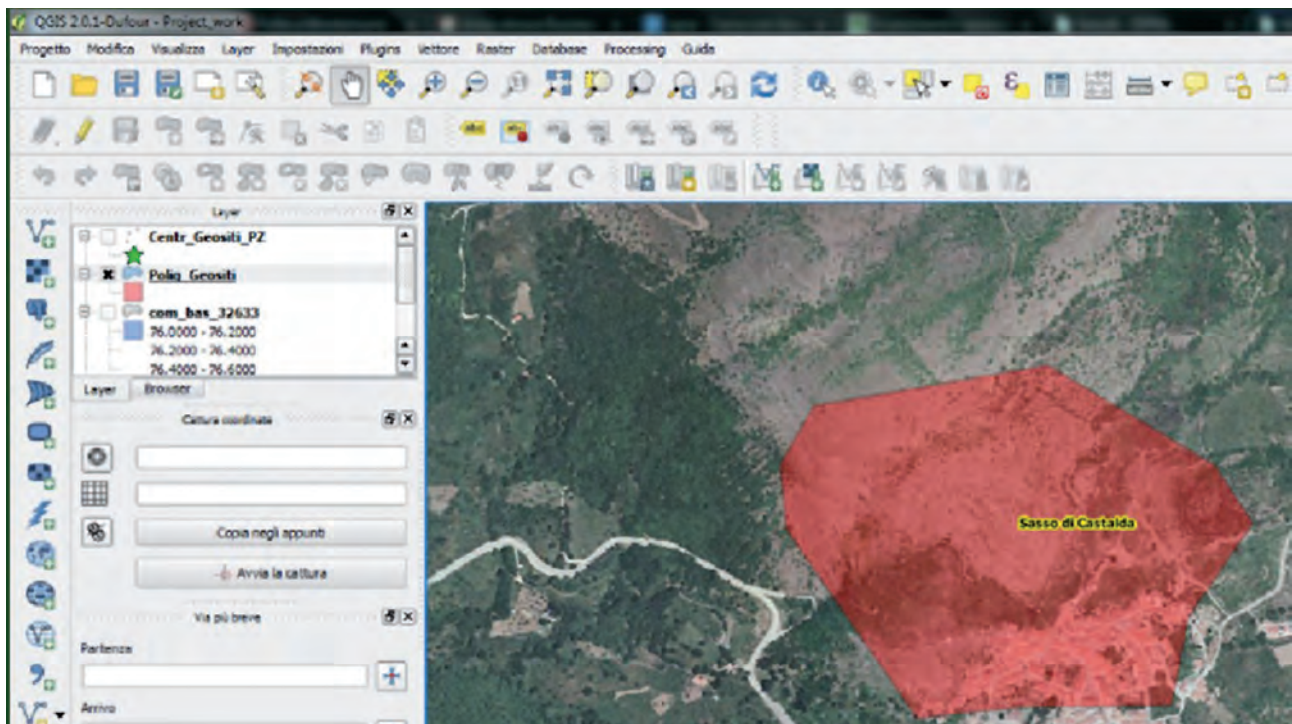 QGIS 2.0.1-Dufour - Project_work
Progetto Modifica Visualizza Layer Impostazioni Plugins Vettore Raster Database Processing Guida
Layer
Centr_Geositi_PZ
Polig_Geositi
com_bas_32633
76.0000 - 76.2000
76.2000 - 76.4000
76.4000 - 76.6000
Layer Browser
Cattura coordinate
Copia negli appunti
Avvia la cattura
Via più breve
Partenza
Arrivo
Sasso di Castalda